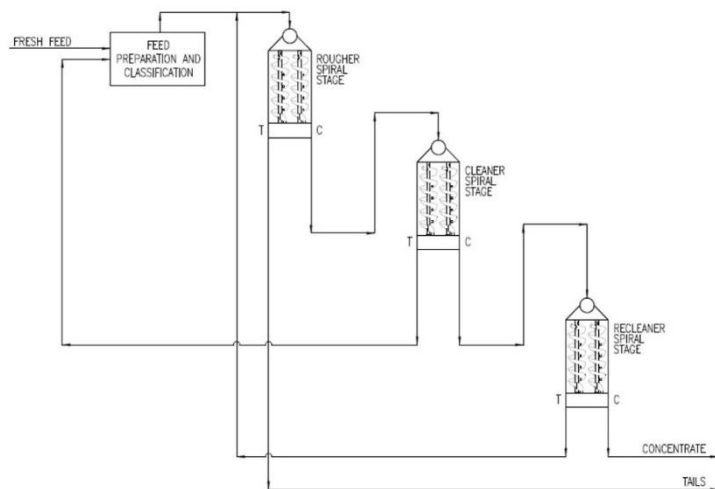 FRESH FEED
FEED
PREPARATION AND
CLASSIFICATION
ROUGHER
SPIRAL
STAGE
T
C
CLEANER
SPIRAL
STAGE
T
C
RECLEANER
SPIRAL
STAGE
T
C
CONCENTRATE
TAILS